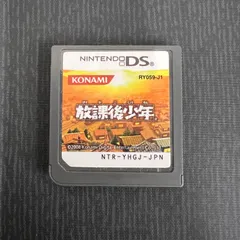 NINTENDO DS
KONAMI
RY059-J1
放課後少年
NTR-YHGJ-JPN